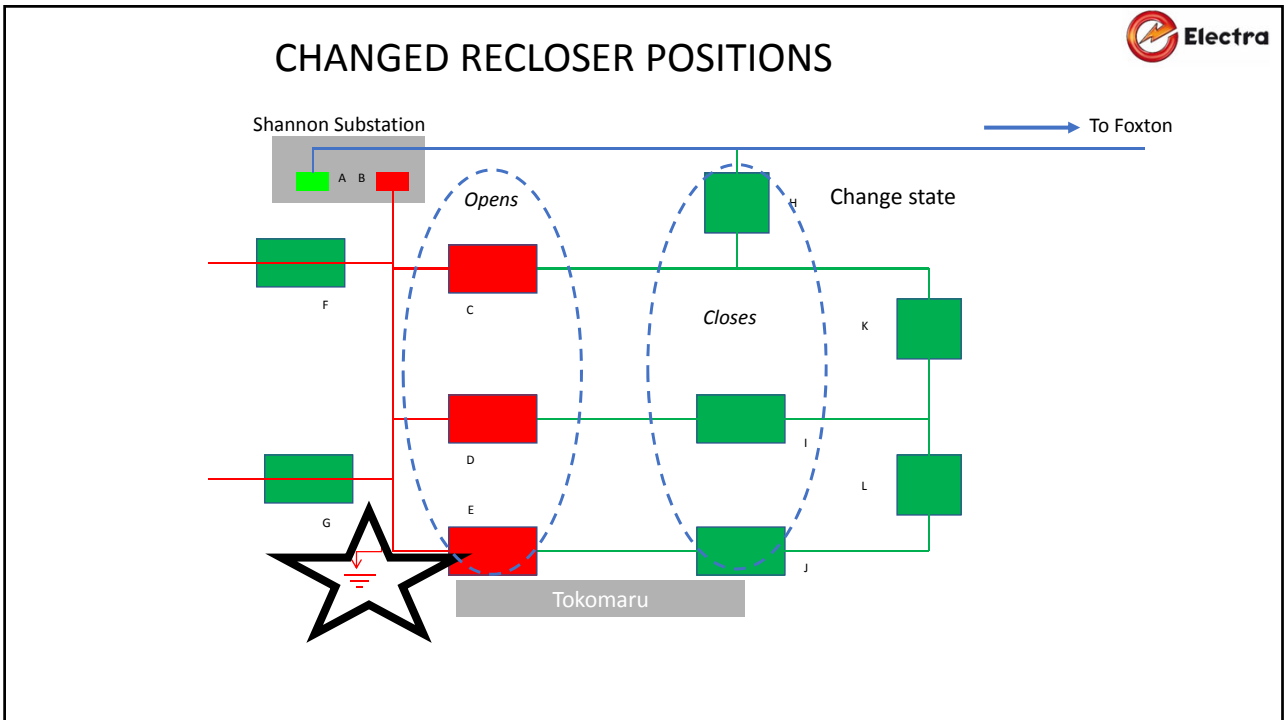 CHANGED RECLOSER POSITIONS
Electra
Shannon Substation
To Foxton
A B
Opens
H
Change state
F
C
Closes
K
D
I
L
E
G
J
Tokomaru